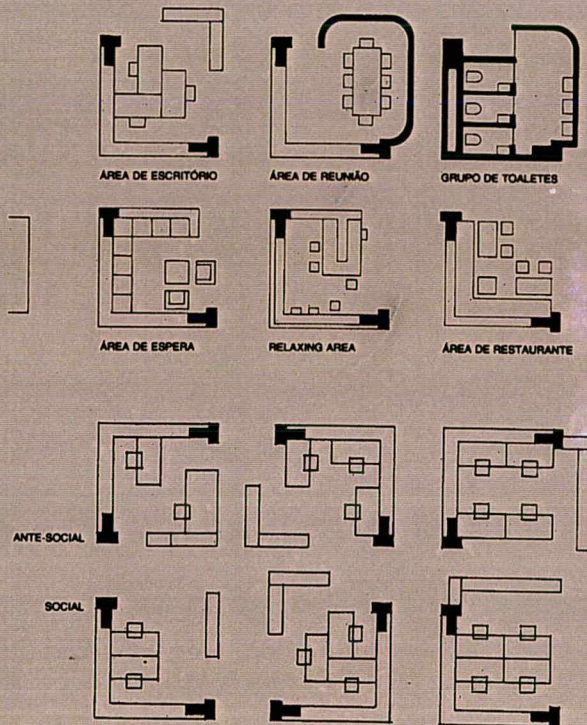 ÁREA DE ESCRITÓRIO
ÁREA DE REUNIÃO
GRUPO DE TOALETES
ÁREA DE ESPERA
RELAXING AREA
ÁREA DE RESTAURANTE
ANTE-SOCIAL
SOCIAL